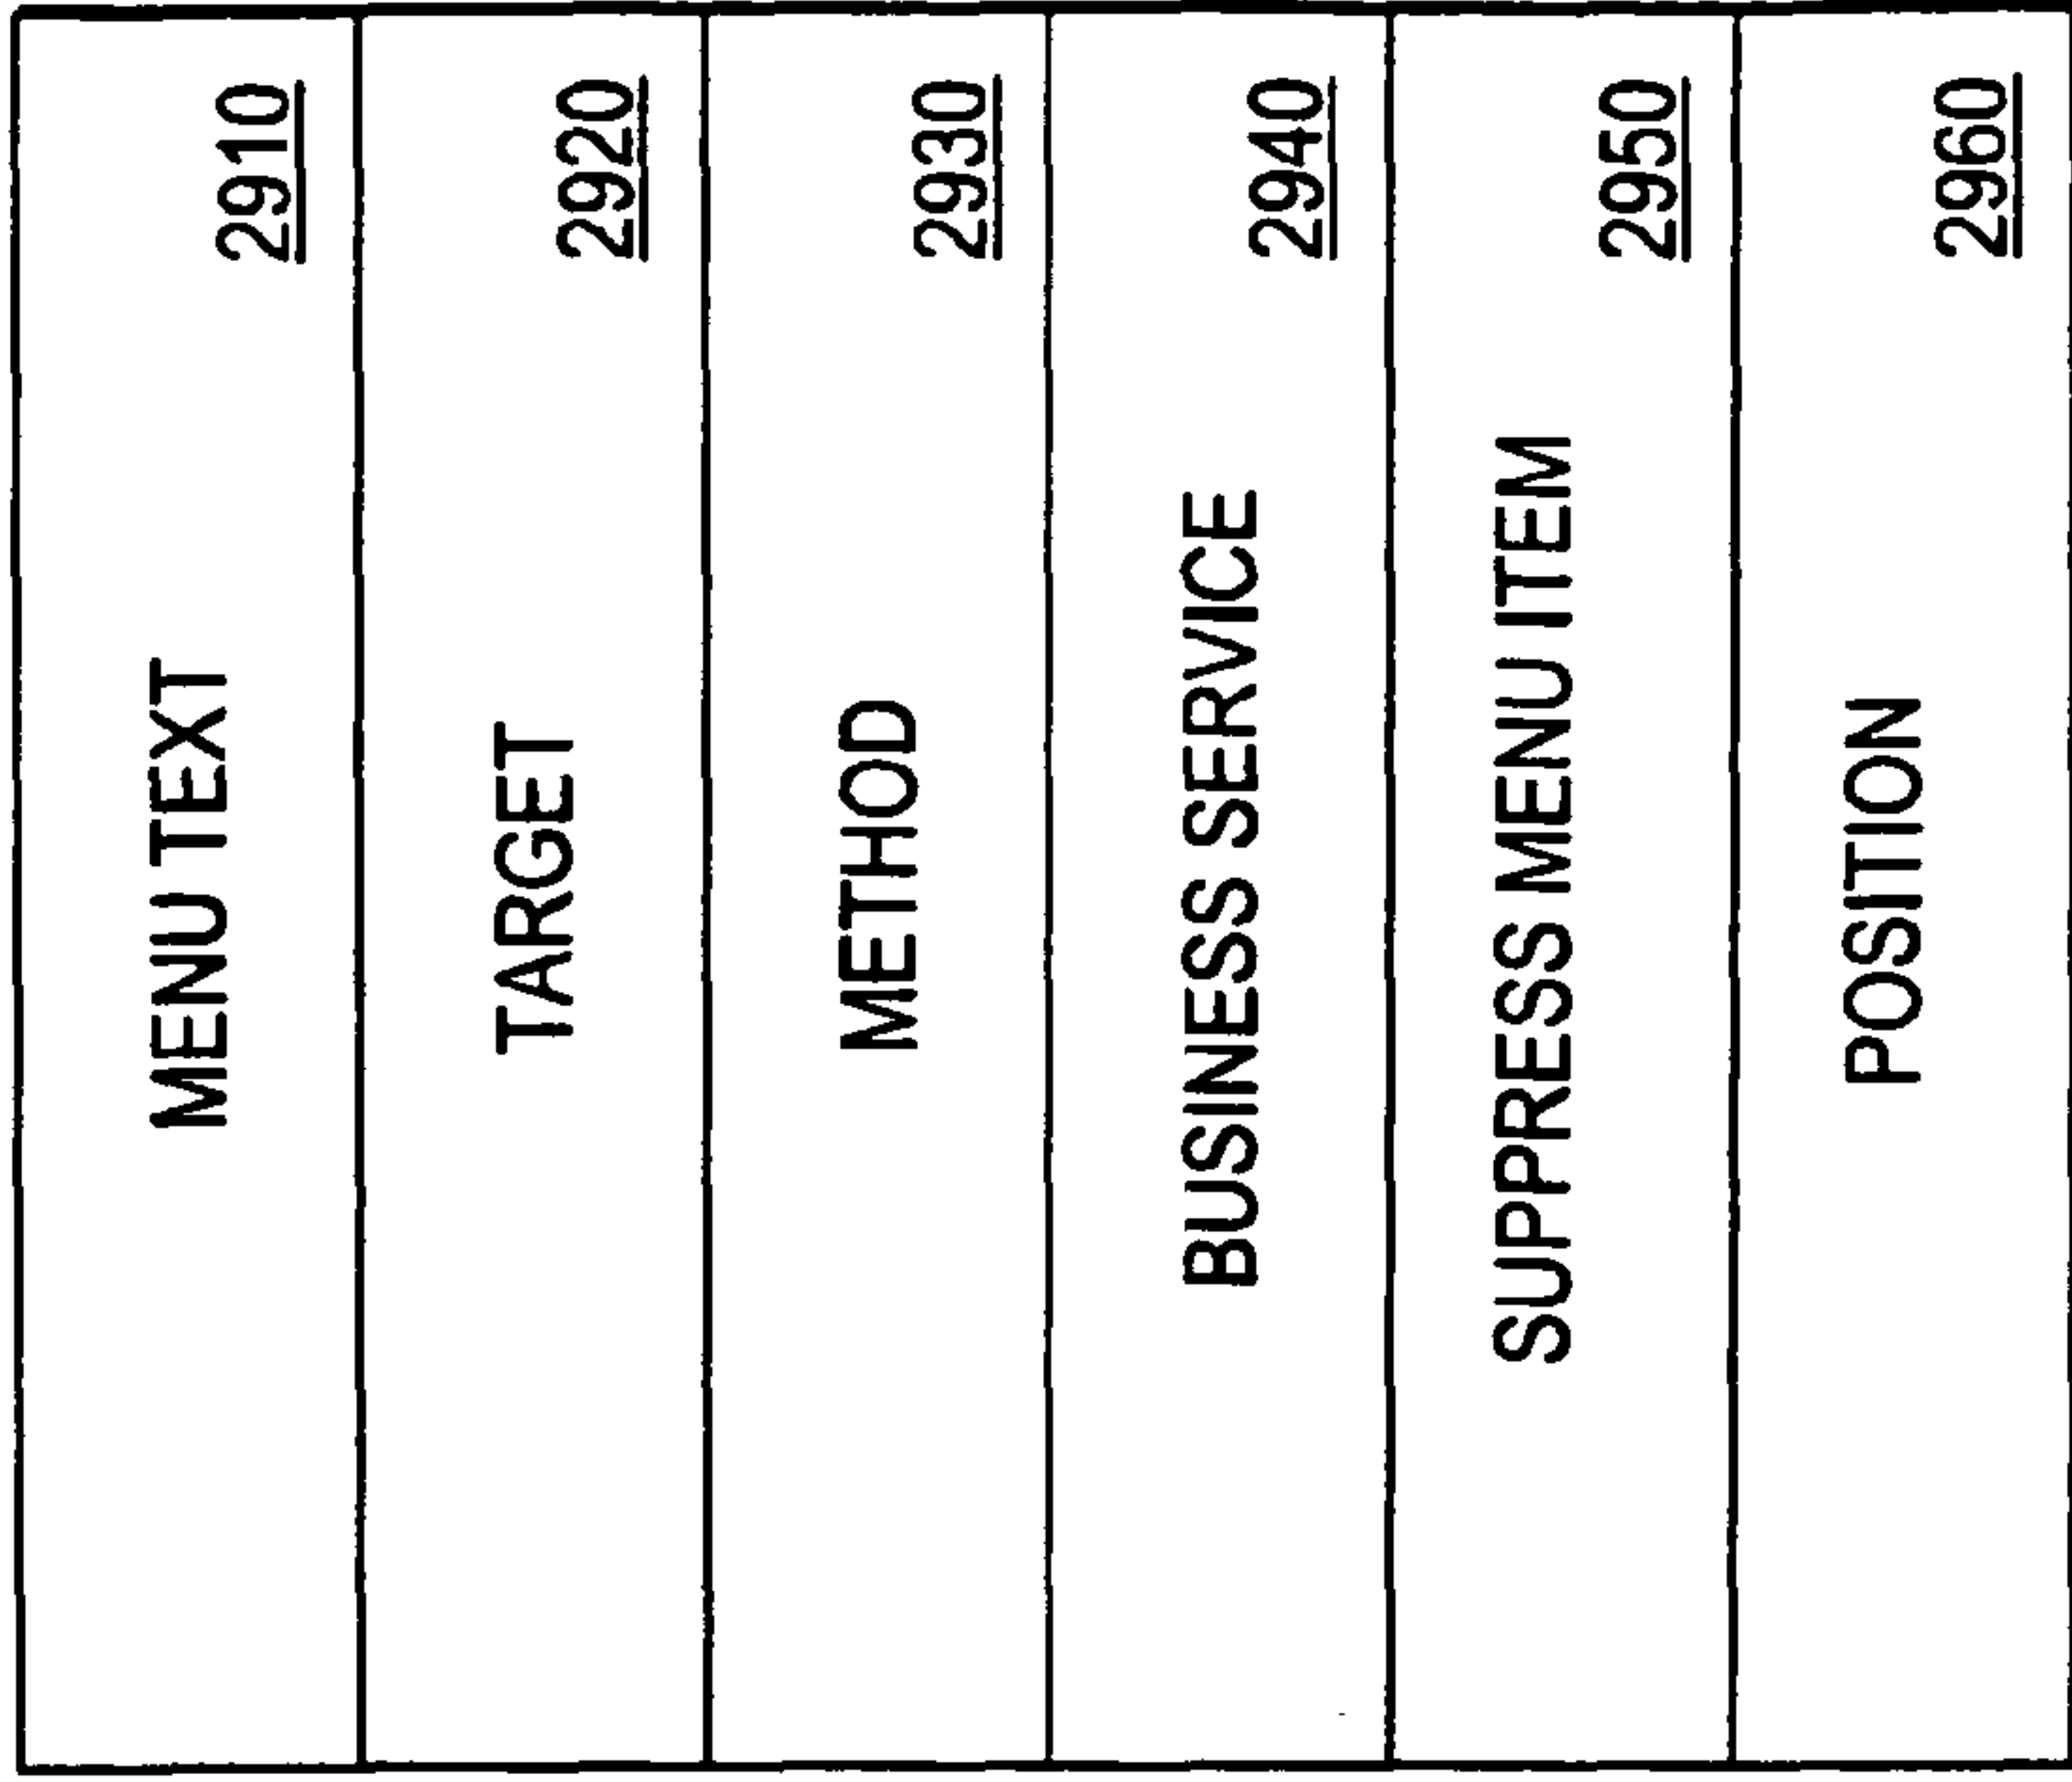 MENU TEXT
2910
TARGET
2920
METHOD
2930
BUSINESS SERVICE
2940
SUPPRESS MENU ITEM
2950
POSITION
2960